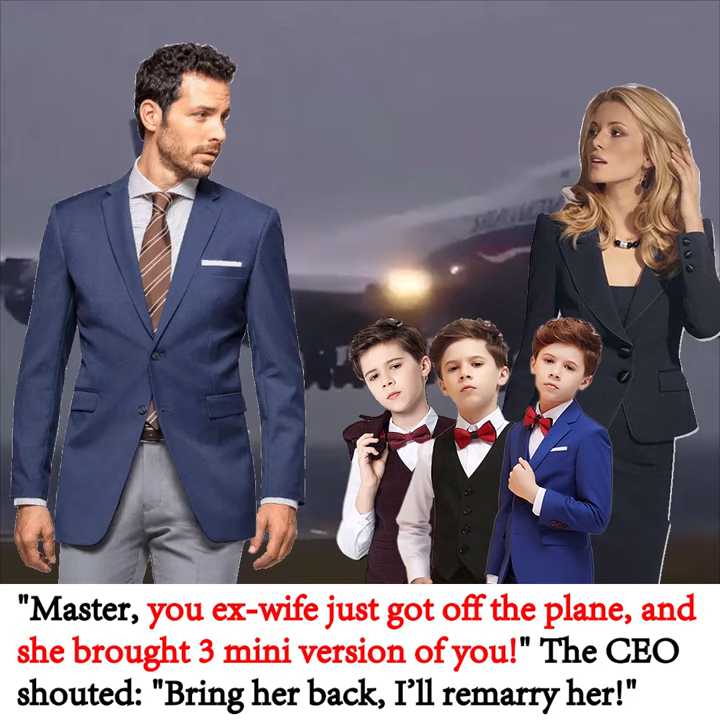 "Master, you ex-wife just got off the plane, and
she brought 3 mini version of you!" The CEO
shouted: "Bring her back, I’ll remarry her!"